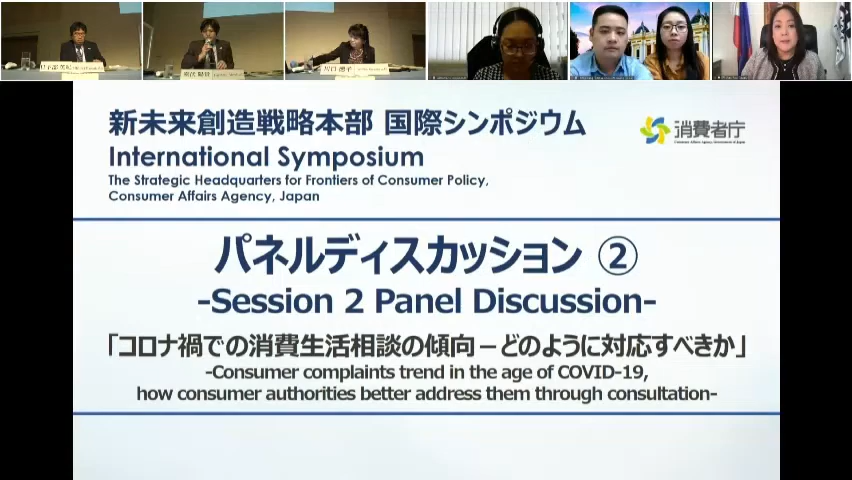 新未来創造戦略本部 国際シンポジウム
消費者庁
International Symposium
The Strategic Headquarters for Frontiers of Consumer Policy,
Consumer Affairs Agency, Japan
パネルディスカッション ②
-Session 2 Panel Discussion-
「コロナ禍での消費生活相談の傾向－どのように対応すべきか」
-Consumer complaints trend in the age of COVID-19,
how consumer authorities better address them through consultation-